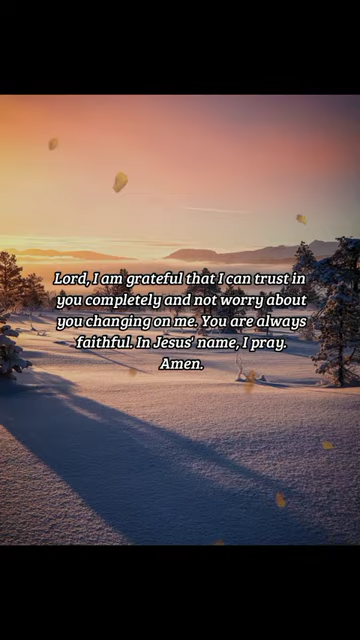 Lord, I am grateful that I can trust in
you completely and not worry about
you changing on me. You are always
faithful. In Jesus' name, I pray.
Amen.